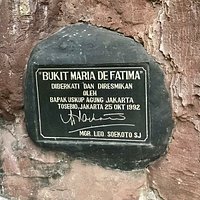 "BUKIT MARIA DE FATIMA"
DIBERKATI DAN DIRESMIKAN
OLEH
BAPAK USKUP AGUNG JAKARTA
TOSEBIO, JAKARTA 25 OKT 1992
MGR. LEO. SOEKOTO SJ